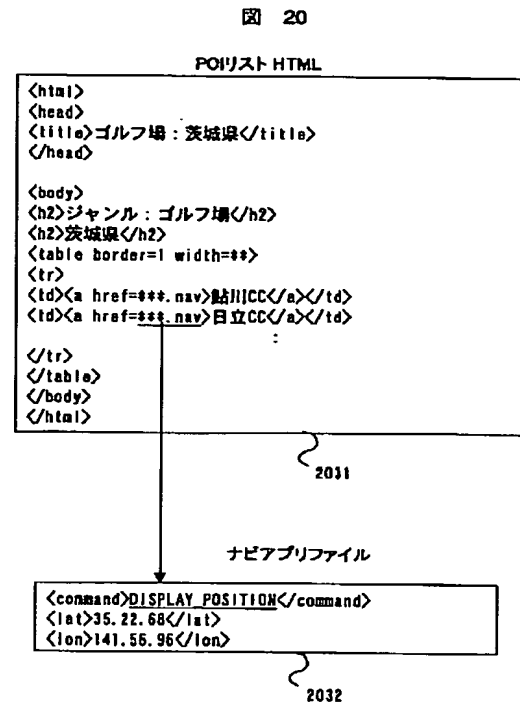 図 20
POIリスト HTML
<html>
<head>
<title>ゴルフ場：茨城県</title>
</head>
<body>
<h2>ジャンル：ゴルフ場</h2>
<h2>茨城県</h2>
<table border=1 width=**>
<tr>
<td><a href=***.nav>鮎川CC</a></td>
<td><a href=***.nav>日立CC</a></td>
:
</tr>
</table>
</body>
</html>
2031
ナビアプリファイル
<command>DISPLAY POSITION</command>
<lat>35.22.68</lat>
<lon>141.56.96</lon>
2032